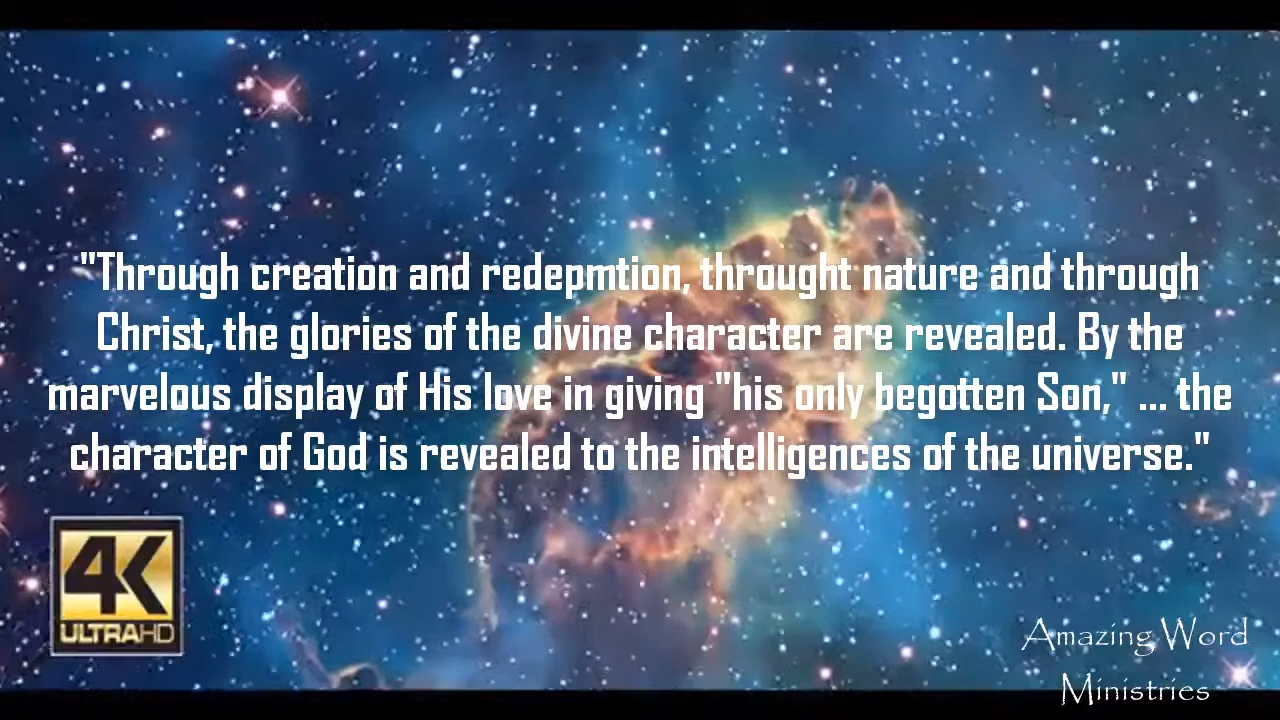 "Through creation and redepmtion, throught nature and through
Christ, the glories of the divine character are revealed. By the
marvelous display of His love in giving "his only begotten Son," ... the
character of God is revealed to the intelligences of the universe."
4K
ULTRAHD
Amazing Word
Ministries